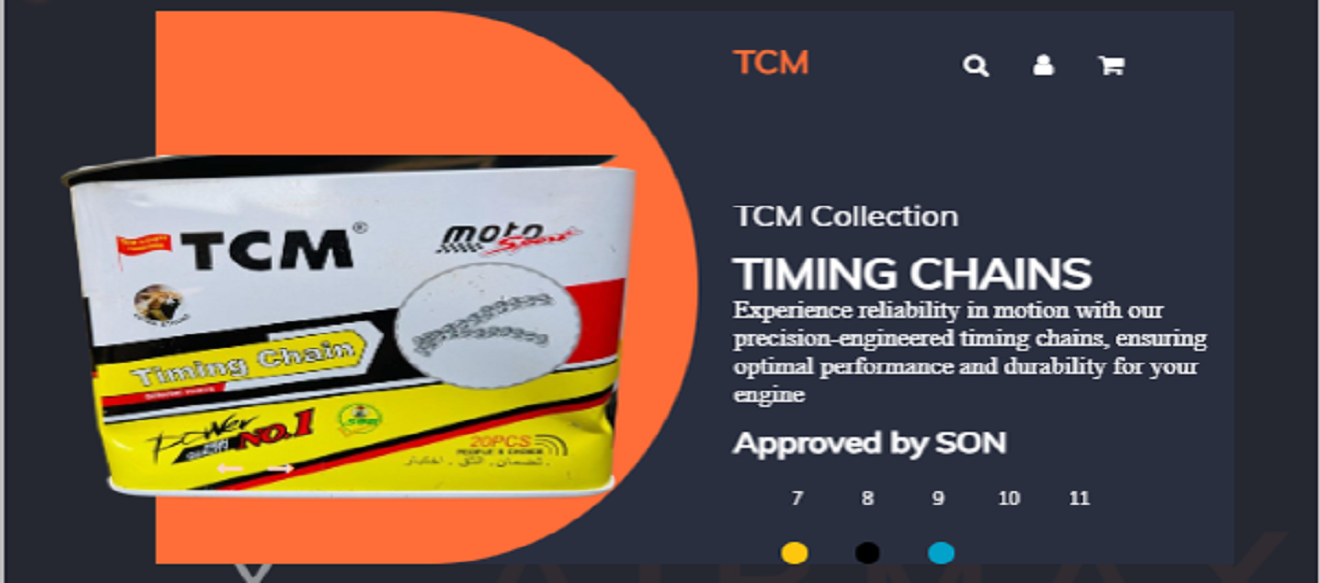 TCM
TCM Collection
TIMING CHAINS
Experience reliability in motion with our
precision-engineered timing chains, ensuring
optimal performance and durability for your
engine
Approved by SON
7 8 9 10 11
TCM®
moto
Timing Chain
power
NO.1
20PCS
PEOPLE'S CHOICE